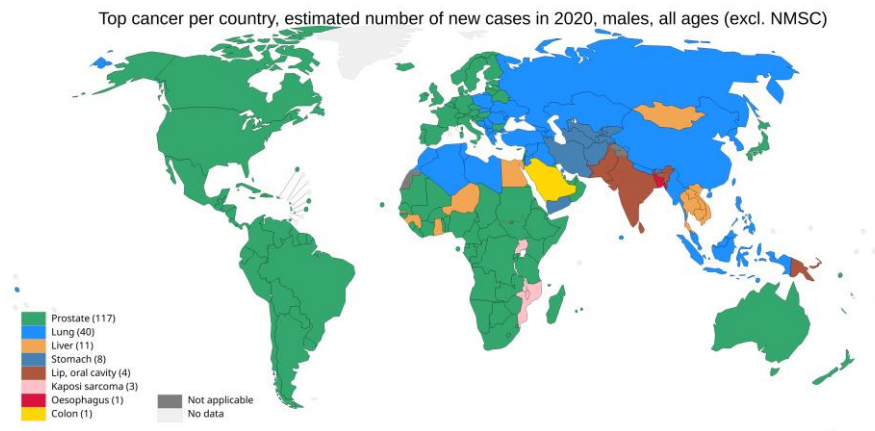 Top cancer per country, estimated number of new cases in 2020, males, all ages (excl. NMSC)
Prostate (117)
Lung (40)
Liver (11)
Stomach (8)
Lip, oral cavity (4)
Kaposi sarcoma (3)
Oesophagus (1)
Colon (1)
Not applicable
No data